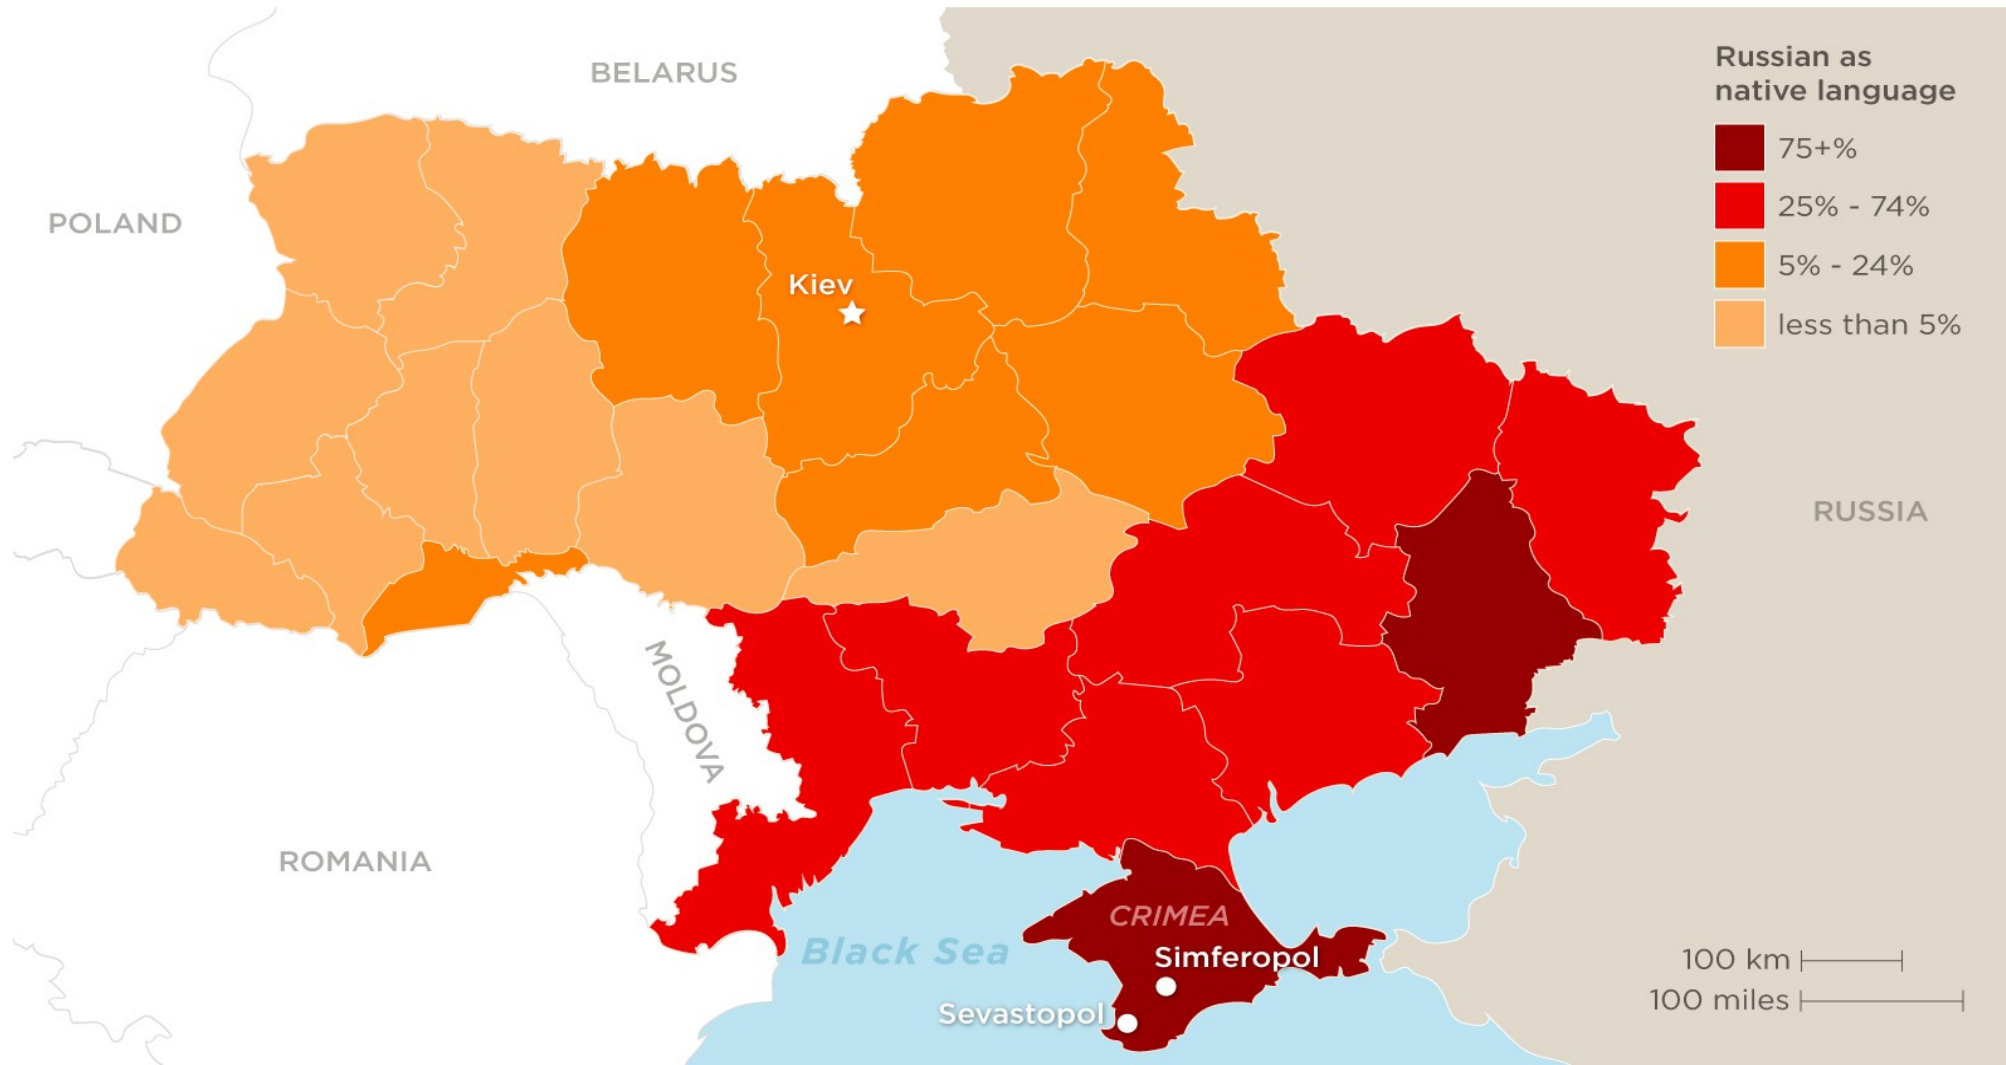 BELARUS
POLAND
Kiev
Russian as
native language
75+%
25% - 74%
5% - 24%
less than 5%
RUSSIA
MOLDOVA
ROMANIA
Black Sea
CRIMEA
Simferopol
Sevastopol
100 km
100 miles